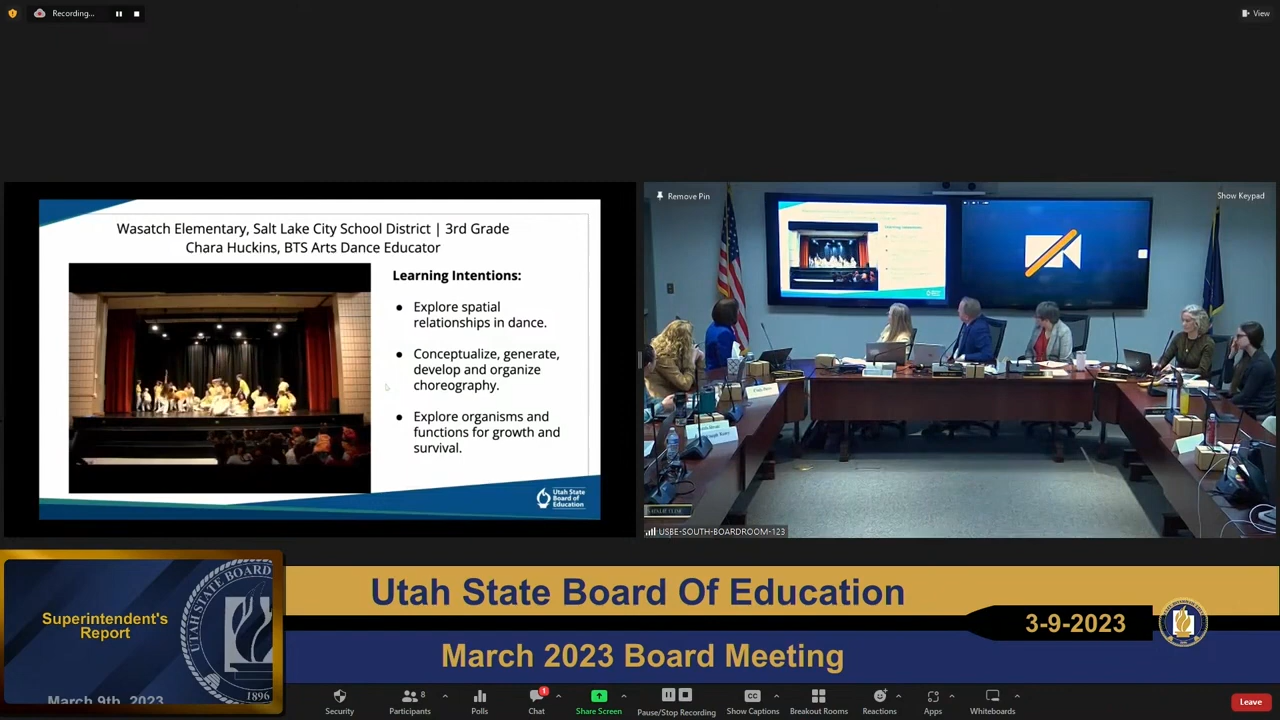 Recording...
View
Wasatch Elementary, Salt Lake City School District | 3rd Grade
Chara Huckins, BTS Arts Dance Educator
Learning Intentions:
● Explore spatial
relationships in dance.
● Conceptualize, generate,
develop and organize
choreography.
● Explore organisms and
functions for growth and
survival.
Utah State
Board of
Education
Remove Pin
Show Keypad
USBE-SOUTH-BOARDROOM-123
Superintendent's
Report
March 9th, 2023
UTAH STATE BOARD
1896
Utah State Board Of Education
3-9-2023
March 2023 Board Meeting
Security
Participants
8
Polls
Chat
1
Share Screen
Pause/Stop Recording
CC
Show Captions
Breakout Rooms
Reactions
Apps
Whiteboards
Leave